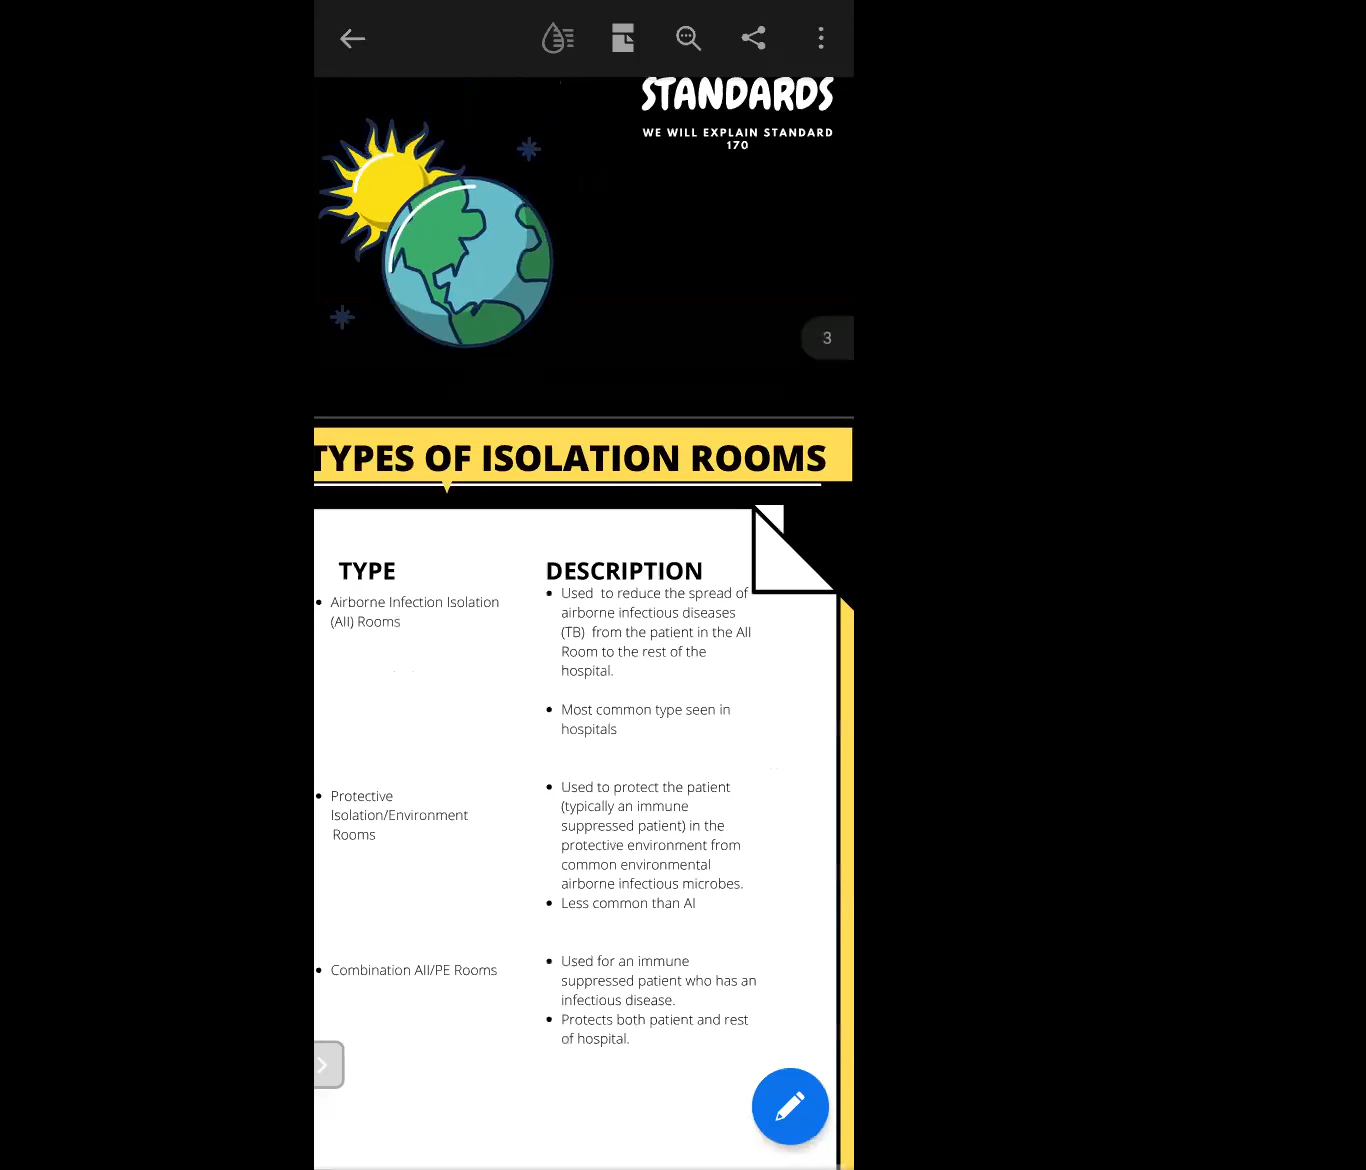 STANDARDS
WE WILL EXPLAIN STANDARD
170
3
TYPES OF ISOLATION ROOMS
TYPE
• Airborne Infection Isolation
(AII) Rooms
• Protective
Isolation/Environment
Rooms
• Combination AII/PE Rooms
DESCRIPTION
• Used to reduce the spread of
airborne infectious diseases
(TB) from the patient in the AII
Room to the rest of the
hospital.
• Most common type seen in
hospitals
• Used to protect the patient
(typically an immune
suppressed patient) in the
protective environment from
common environmental
airborne infectious microbes.
• Less common than AI
• Used for an immune
suppressed patient who has an
infectious disease.
• Protects both patient and rest
of hospital.